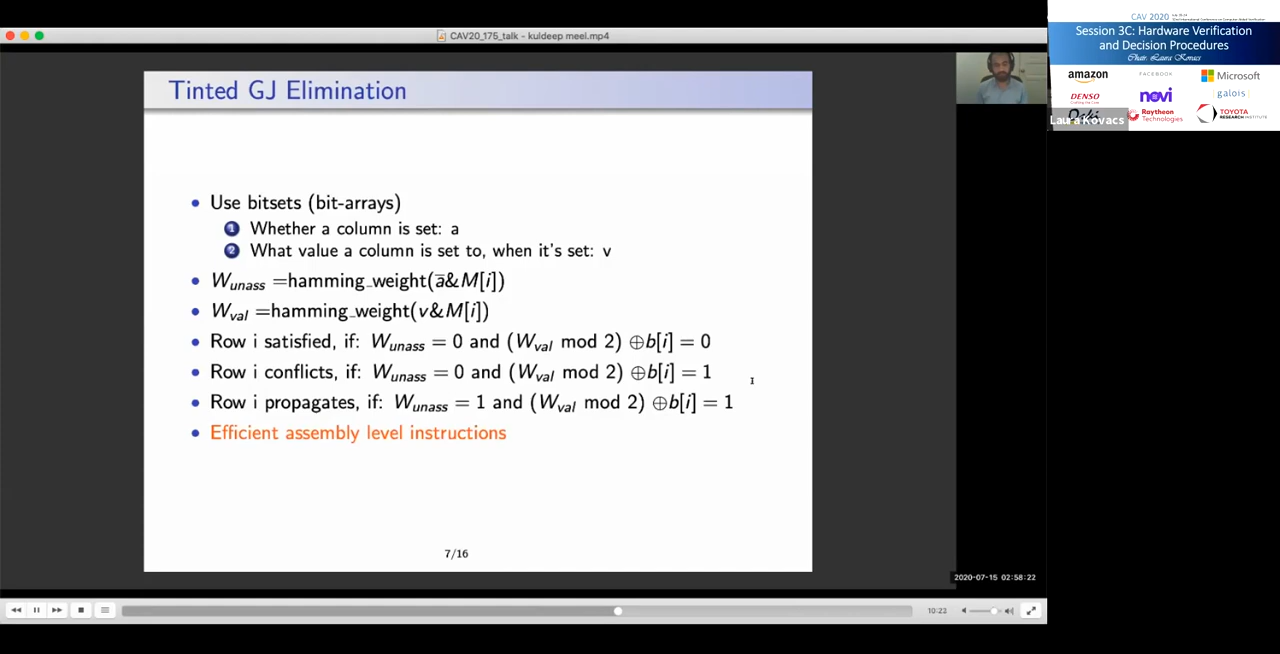 CAV20_175_talk - kuldeep meel.mp4
Tinted GJ Elimination
• Use bitsets (bit-arrays)
1 Whether a column is set: a
2 What value a column is set to, when it's set: v
• W_unass =hamming_weight(a̅&M[i])
• W_val =hamming_weight(v&M[i])
• Row i satisfied, if: W_unass = 0 and (W_val mod 2) ⊕b[i] = 0
• Row i conflicts, if: W_unass = 0 and (W_val mod 2) ⊕b[i] = 1
• Row i propagates, if: W_unass = 1 and (W_val mod 2) ⊕b[i] = 1
• Efficient assembly level instructions
7/16
2020-07-15 02:58:22
10:22
CAV 2020
Session 3C: Hardware Verification
and Decision Procedures
Chair: Laura Kovacs
amazon FACEBOOK Microsoft
DENSO novi galois
Laura Kovacs Raytheon Technologies TOYOTA RESEARCH INSTITUTE